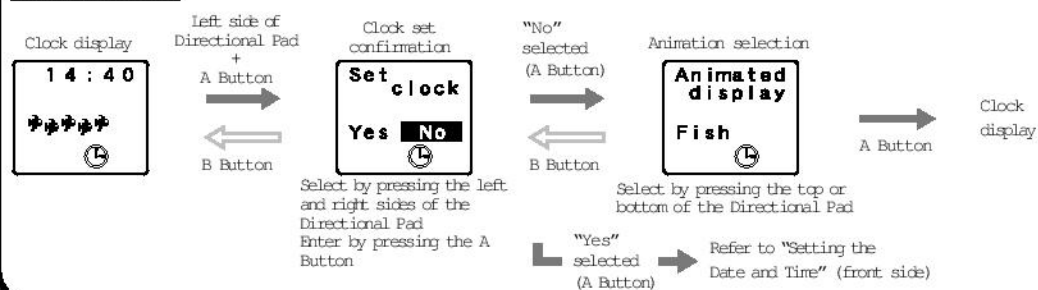 Clock display
14:40
Left side of
Directional Pad
+
A Button
B Button
Clock set
confirmation
Set
clock
Yes No
Select by pressing the left
and right sides of the
Directional Pad
Enter by pressing the A
Button
"No"
selected
(A Button)
B Button
Animation selection
Animated
display
Fish
Select by pressing the top or
bottom of the Directional Pad
A Button
Clock
display
"Yes"
selected
(A Button)
Refer to "Setting the
Date and Time" (front side)